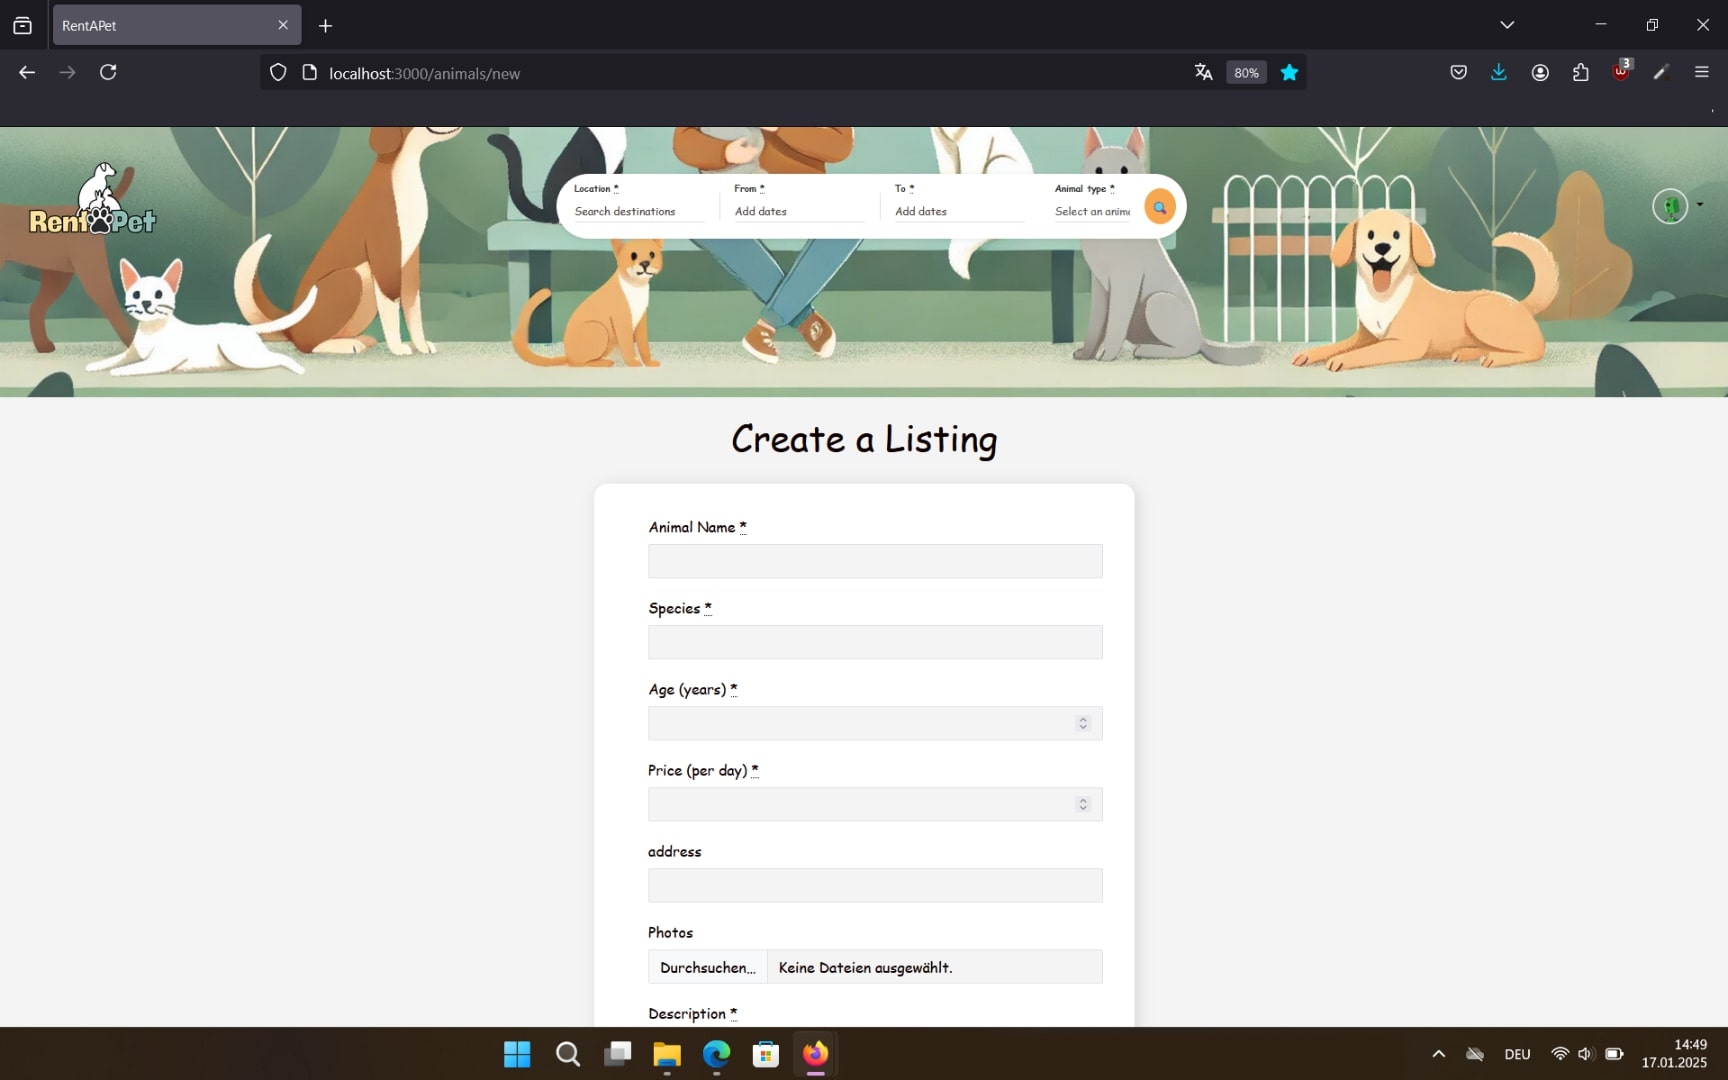 RentAPet
localhost:3000/animals/new
80%
3
Rent Pet
Location *
Search destinations
From *
Add dates
To *
Add dates
Animal type *
Select an anim
Create a Listing
Animal Name *
Species *
Age (years) *
Price (per day) *
address
Photos
Durchsuchen... Keine Dateien ausgewählt.
Description *
DEU
14:49
17.01.2025